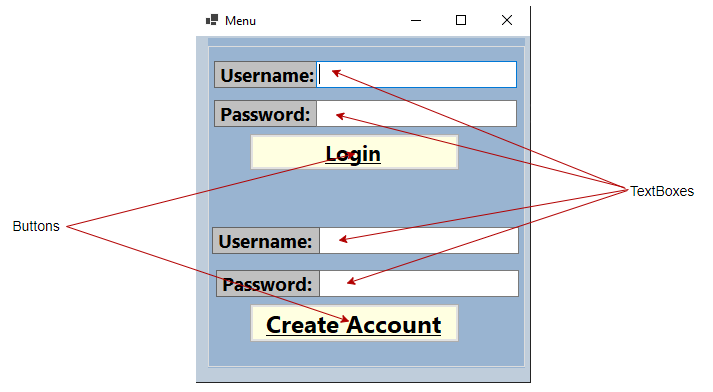 Menu
Username:
Password:
Login
TextBoxes
Buttons
Username:
Password:
Create Account